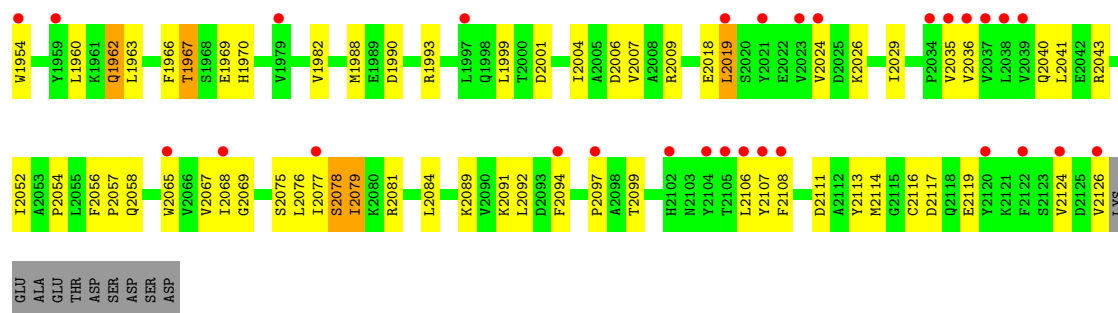 W1954 Y1959 L1960 K1961 Q1962 L1963 F1966 T1967 S1968 E1969 H1970 V1979 V1982 M1988 E1989 D1990 R1993 L1997 Q1998 L1999 T2000 D2001 I2004 A2005 D2006 V2007 A2008 R2009 E2018 L2019 S2020 Y2021 E2022 V2023 V2024 D2025 K2026 I2029 P2034 V2035 V2036 V2037 L2038 V2039 Q2040 L2041 E2042 R2043
I2052 A2053 P2054 L2055 F2056 P2057 Q2058 W2065 V2066 V2067 I2068 G2069 S2075 L2076 I2077 S2078 I2079 K2080 R2081 L2084 K2089 V2090 K2091 L2092 D2093 F2094 P2097 A2098 T2099 H2102 N2103 Y2104 T2105 L2106 Y2107 F2108 D2111 A2112 Y2113 M2114 G2115 C2116 D2117 Q2118 E2119 Y2120 K2121 F2122 S2123 V2124 D2125 V2126 LYS
GLU ALA GLU THR ASP SER ASP SER ASP